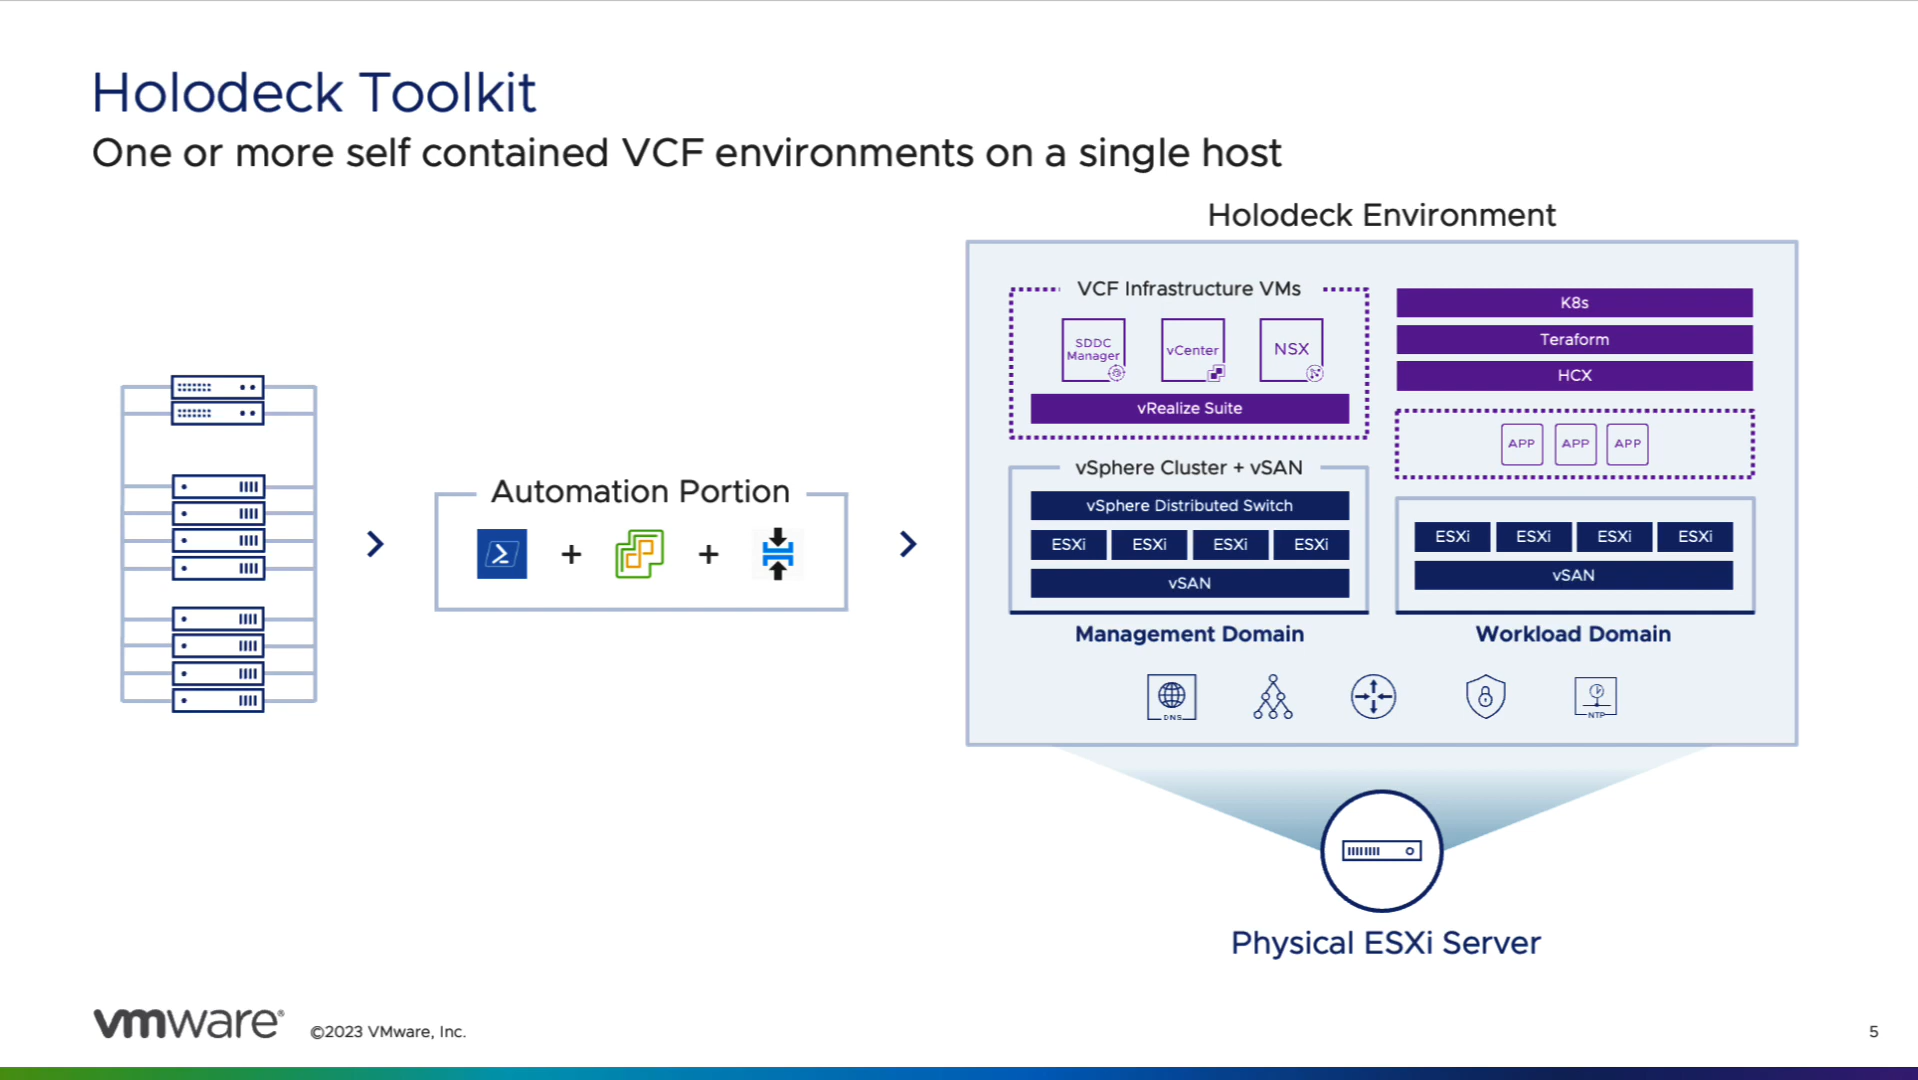 Holodeck Toolkit
One or more self contained VCF environments on a single host
Holodeck Environment
VCF Infrastructure VMs
SDDC
Manager
vCenter
NSX
vRealize Suite
K8s
Terraform
HCX
APP APP APP
Automation Portion
+ +
vSphere Cluster + vSAN
vSphere Distributed Switch
ESXi ESXi ESXi ESXi
vSAN
ESXi ESXi ESXi ESXi
vSAN
Management Domain
Workload Domain
DNS
NTP
Physical ESXi Server
vmware®
©2023 VMware, Inc.
5